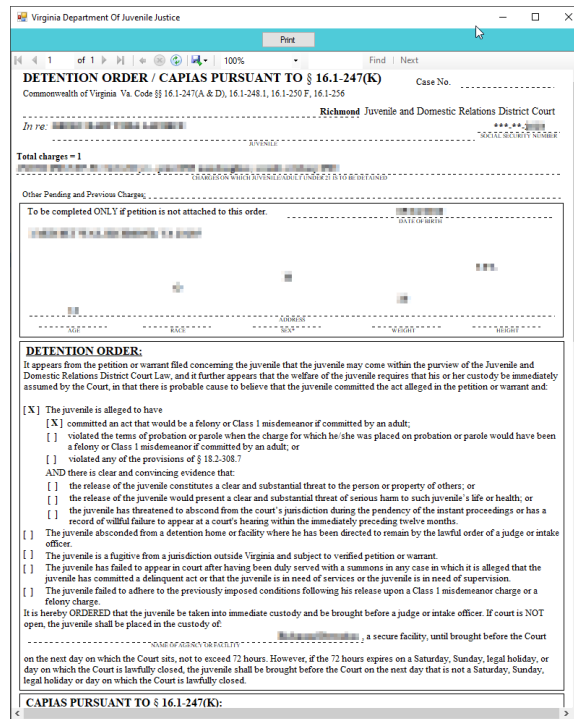 Virginia Department Of Juvenile Justice
Print
1 of 1 100% Find | Next
DETENTION ORDER / CAPIAS PURSUANT TO § 16.1-247(K) Case No.
Commonwealth of Virginia Va. Code §§ 16.1-247(A & D), 16.1-248.1, 16.1-250 F, 16.1-256
Richmond Juvenile and Domestic Relations District Court
In re: ***-**-
JUVENILE SOCIAL SECURITY NUMBER
Total charges = 1
CHARGES ON WHICH JUVENILE/ADULT UNDER 21 IS TO BE DETAINED
Other Pending and Previous Charges:
To be completed ONLY if petition is not attached to this order.
DATE OF BIRTH
ADDRESS
AGE RACE SEX* WEIGHT HEIGHT
DETENTION ORDER:
It appears from the petition or warrant filed concerning the juvenile that the juvenile may come within the purview of the Juvenile and
Domestic Relations District Court Law, and it further appears that the welfare of the juvenile requires that his or her custody be immediately
assumed by the Court, in that there is probable cause to believe that the juvenile committed the act alleged in the petition or warrant and:
[ X ] The juvenile is alleged to have
[ X ] committed an act that would be a felony or Class 1 misdemeanor if committed by an adult;
[ ] violated the terms of probation or parole when the charge for which he/she was placed on probation or parole would have been
a felony or Class 1 misdemeanor if committed by an adult; or
[ ] violated any of the provisions of § 18.2-308.7
AND there is clear and convincing evidence that:
[ ] the release of the juvenile constitutes a clear and substantial threat to the person or property of others; or
[ ] the release of the juvenile would present a clear and substantial threat of serious harm to such juvenile's life or health; or
[ ] the juvenile has threatened to abscond from the court's jurisdiction during the pendency of the instant proceedings or has a
record of willful failure to appear at a court's hearing within the immediately preceding twelve months.
[ ] The juvenile absconded from a detention home or facility where he has been directed to remain by the lawful order of a judge or intake
officer.
[ ] The juvenile is a fugitive from a jurisdiction outside Virginia and subject to verified petition or warrant.
[ ] The juvenile has failed to appear in court after having been duly served with a summons in any case in which it is alleged that the
juvenile has committed a delinquent act or that the juvenile is in need of services or the juvenile is in need of supervision.
[ ] The juvenile failed to adhere to the previously imposed conditions following his release upon a Class 1 misdemeanor charge or a
felony charge.
It is hereby ORDERED that the juvenile be taken into immediate custody and be brought before a judge or intake officer. If court is NOT
open, the juvenile shall be placed in the custody of:
, a secure facility, until brought before the Court
NAME OF AGENCY OR FACILITY
on the next day on which the Court sits, not to exceed 72 hours. However, if the 72 hours expires on a Saturday, Sunday, legal holiday, or
day on which the Court is lawfully closed, the juvenile shall be brought before the Court on the next day that is not a Saturday, Sunday,
legal holiday or day on which the Court is lawfully closed.
CAPIAS PURSUANT TO § 16.1-247(K):